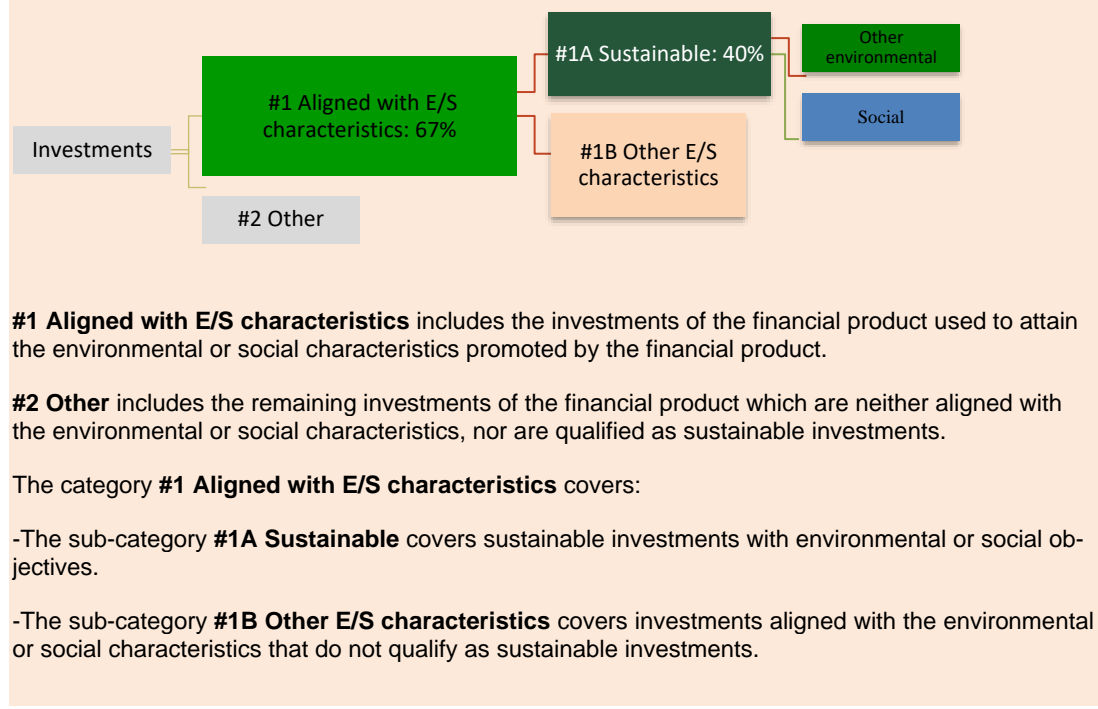 #1A Sustainable: 40%
Other
environmental
#1 Aligned with E/S
characteristics: 67%
Social
Investments
#1B Other E/S
characteristics
#2 Other
#1 Aligned with E/S characteristics includes the investments of the financial product used to attain
the environmental or social characteristics promoted by the financial product.
#2 Other includes the remaining investments of the financial product which are neither aligned with
the environmental or social characteristics, nor are qualified as sustainable investments.
The category #1 Aligned with E/S characteristics covers:
-The sub-category #1A Sustainable covers sustainable investments with environmental or social ob-
jectives.
-The sub-category #1B Other E/S characteristics covers investments aligned with the environmental
or social characteristics that do not qualify as sustainable investments.